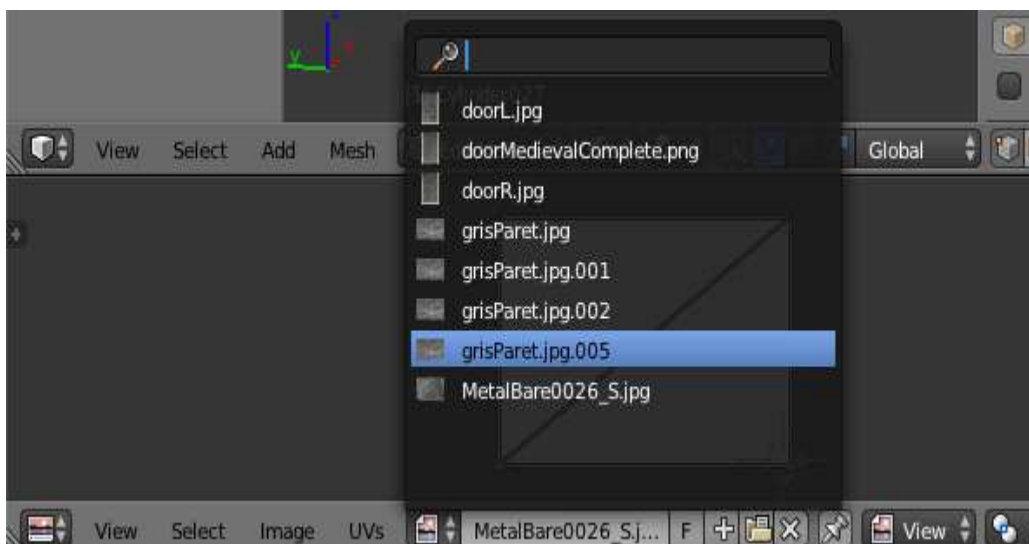 y
doorL.jpg
View Select Add Mesh
doorMedievalComplete.png
Global
doorR.jpg
grisParet.jpg
grisParet.jpg.001
grisParet.jpg.002
grisParet.jpg.005
MetalBare0026_S.jpg
View Select Image UVs MetalBare0026_S.j... F View